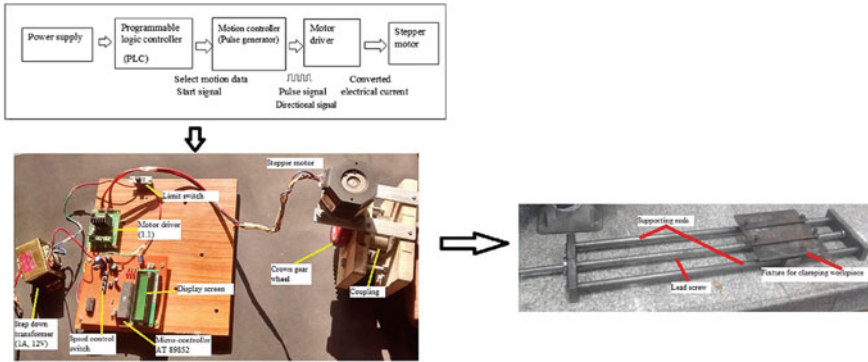 Power supply
Programmable
logic controller
(PLC)
Motion controller
(Pulse generator)
Motor
driver
Stepper
motor
Select motion data
Start signal
Pulse signal
Directional signal
Converted
electrical current
Stepper motor
Limit switch
Motor driver
(1.1)
Crown gear
wheel
Coupling
Display screen
Step down
transformer
(1A, 12V)
Speed control
switch
Micro-controller
AT 89852
Supporting rods
Lead screw
Fixture for clamping workpiece